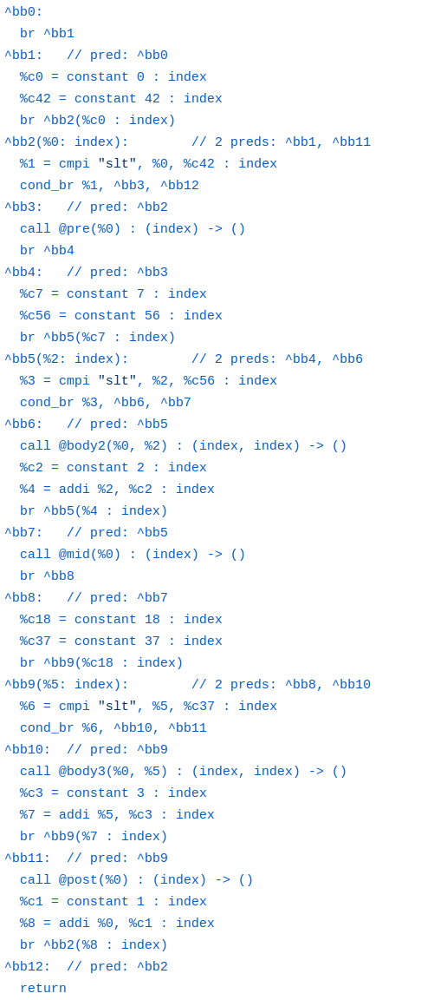 ^bb0:
  br ^bb1
^bb1:   // pred: ^bb0
  %c0 = constant 0 : index
  %c42 = constant 42 : index
  br ^bb2(%c0 : index)
^bb2(%0: index):        // 2 preds: ^bb1, ^bb11
  %1 = cmpi "slt", %0, %c42 : index
  cond_br %1, ^bb3, ^bb12
^bb3:   // pred: ^bb2
  call @pre(%0) : (index) -> ()
  br ^bb4
^bb4:   // pred: ^bb3
  %c7 = constant 7 : index
  %c56 = constant 56 : index
  br ^bb5(%c7 : index)
^bb5(%2: index):        // 2 preds: ^bb4, ^bb6
  %3 = cmpi "slt", %2, %c56 : index
  cond_br %3, ^bb6, ^bb7
^bb6:   // pred: ^bb5
  call @body2(%0, %2) : (index, index) -> ()
  %c2 = constant 2 : index
  %4 = addi %2, %c2 : index
  br ^bb5(%4 : index)
^bb7:   // pred: ^bb5
  call @mid(%0) : (index) -> ()
  br ^bb8
^bb8:   // pred: ^bb7
  %c18 = constant 18 : index
  %c37 = constant 37 : index
  br ^bb9(%c18 : index)
^bb9(%5: index):        // 2 preds: ^bb8, ^bb10
  %6 = cmpi "slt", %5, %c37 : index
  cond_br %6, ^bb10, ^bb11
^bb10:  // pred: ^bb9
  call @body3(%0, %5) : (index, index) -> ()
  %c3 = constant 3 : index
  %7 = addi %5, %c3 : index
  br ^bb9(%7 : index)
^bb11:  // pred: ^bb9
  call @post(%0) : (index) -> ()
  %c1 = constant 1 : index
  %8 = addi %0, %c1 : index
  br ^bb2(%8 : index)
^bb12:  // pred: ^bb2
  return